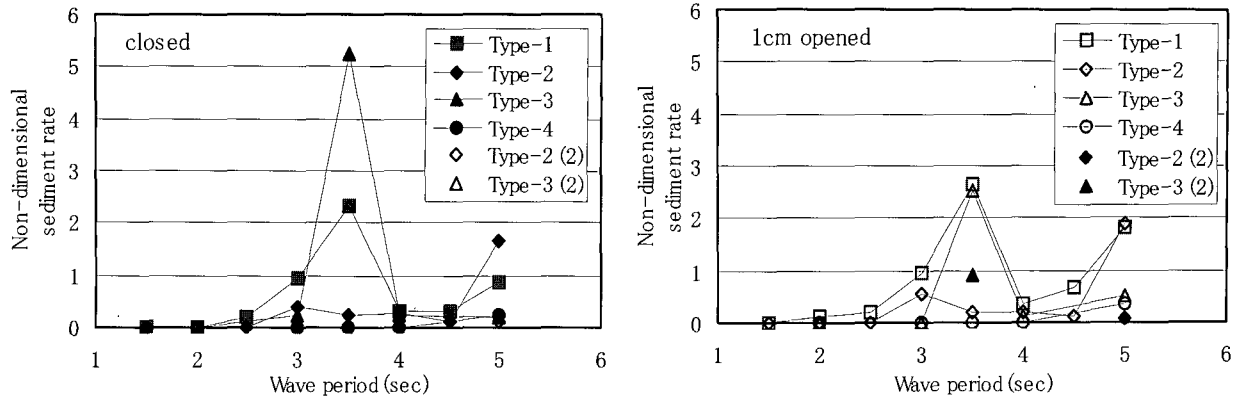 closed
Type-1
Type-2
Type-3
Type-4
Type-2 (2)
Type-3 (2)
Non-dimensional
sediment rate
6
5
4
3
2
1
0
1 2 3 4 5 6
Wave period(sec)
1cm opened
Type-1
Type-2
Type-3
Type-4
Type-2 (2)
Type-3 (2)
Non-dimensional
sediment rate
6
5
4
3
2
1
0
1 2 3 4 5 6
Wave period(sec)